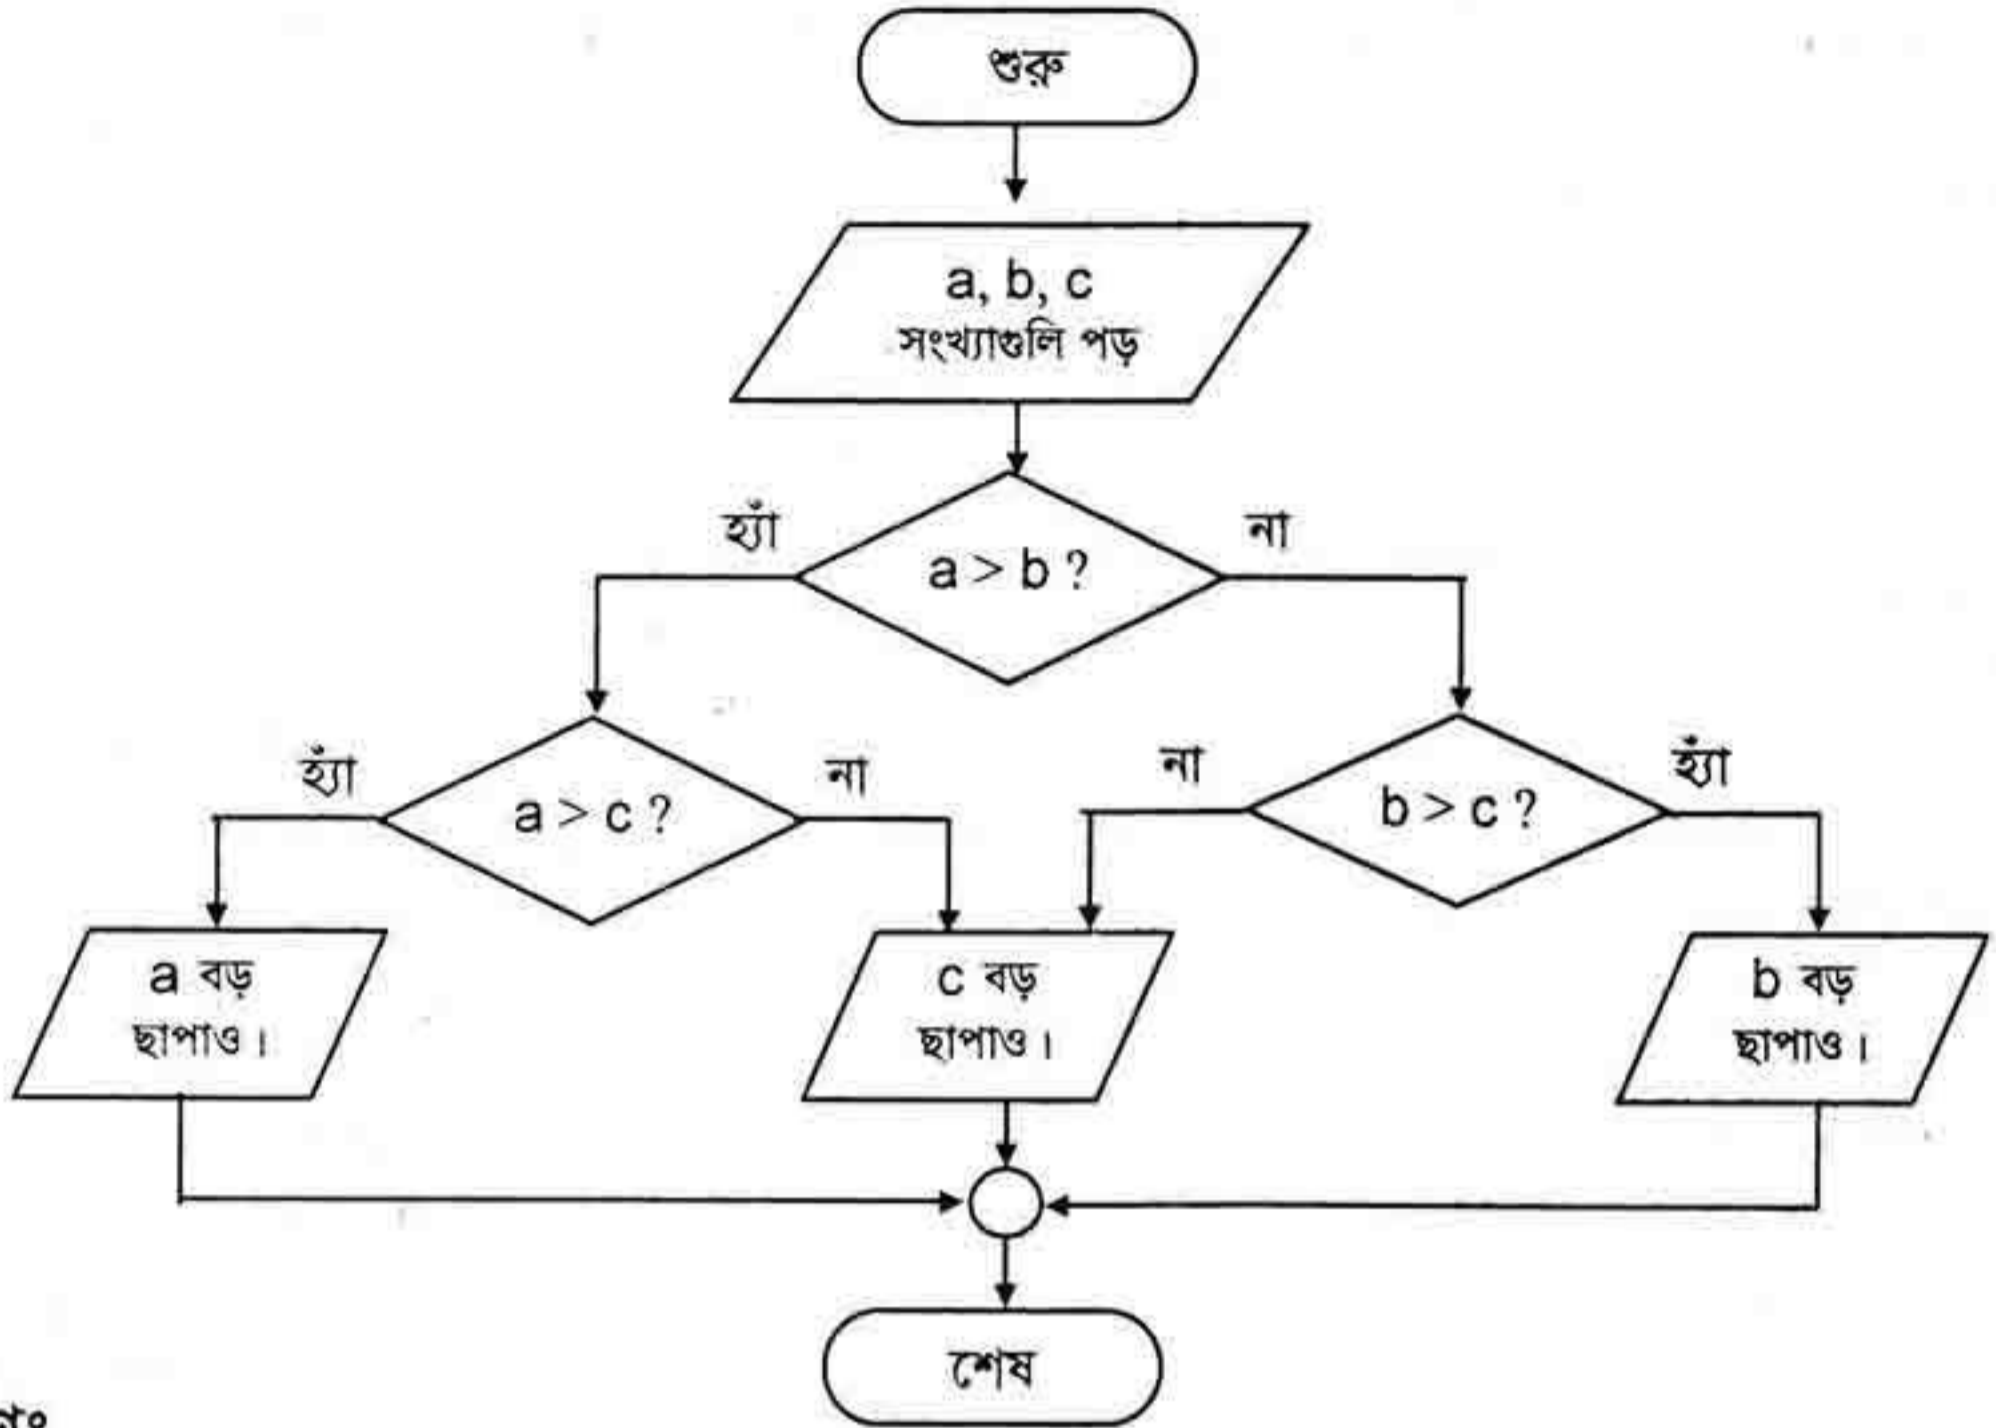 শুরু
a, b, c
সংখ্যাগুলি পড়
হ্যাঁ
না
a > b ?
হ্যাঁ
না
না
হ্যাঁ
a > c ?
b > c ?
a বড়
ছাপাও।
c বড়
ছাপাও।
b বড়
ছাপাও।
শেষ